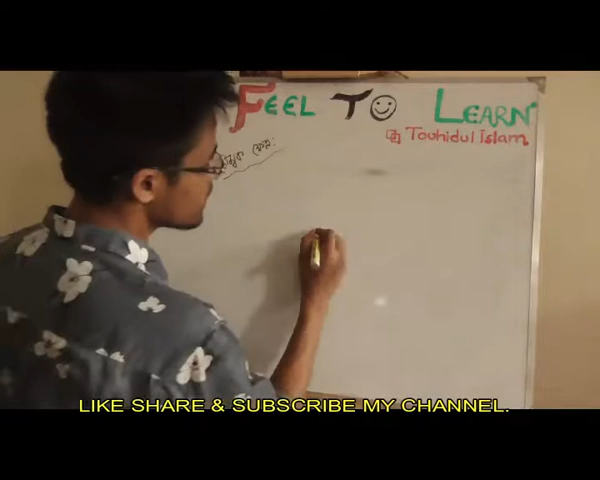 FEEL TO LEARN
Touhidul Islam
ক্ষেত্র:
LIKE SHARE & SUBSCRIBE MY CHANNEL.